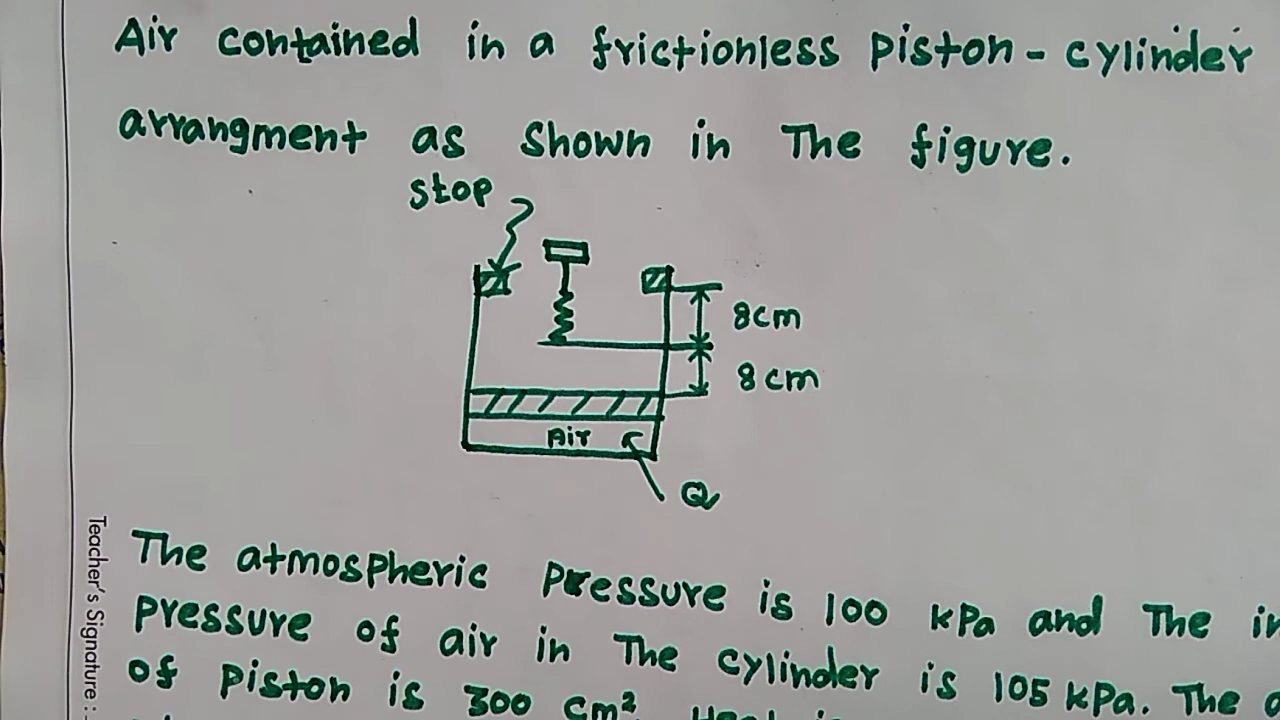 Air contained in a frictionless piston - cylinder
arrangment as shown in The figure.
stop
8cm
8 cm
Air
Q
The atmospheric Pressure is 100 kPa and The
pressure of air in The cylinder is 105 kPa. The
of piston is 300 cm².
Teacher's Signature :